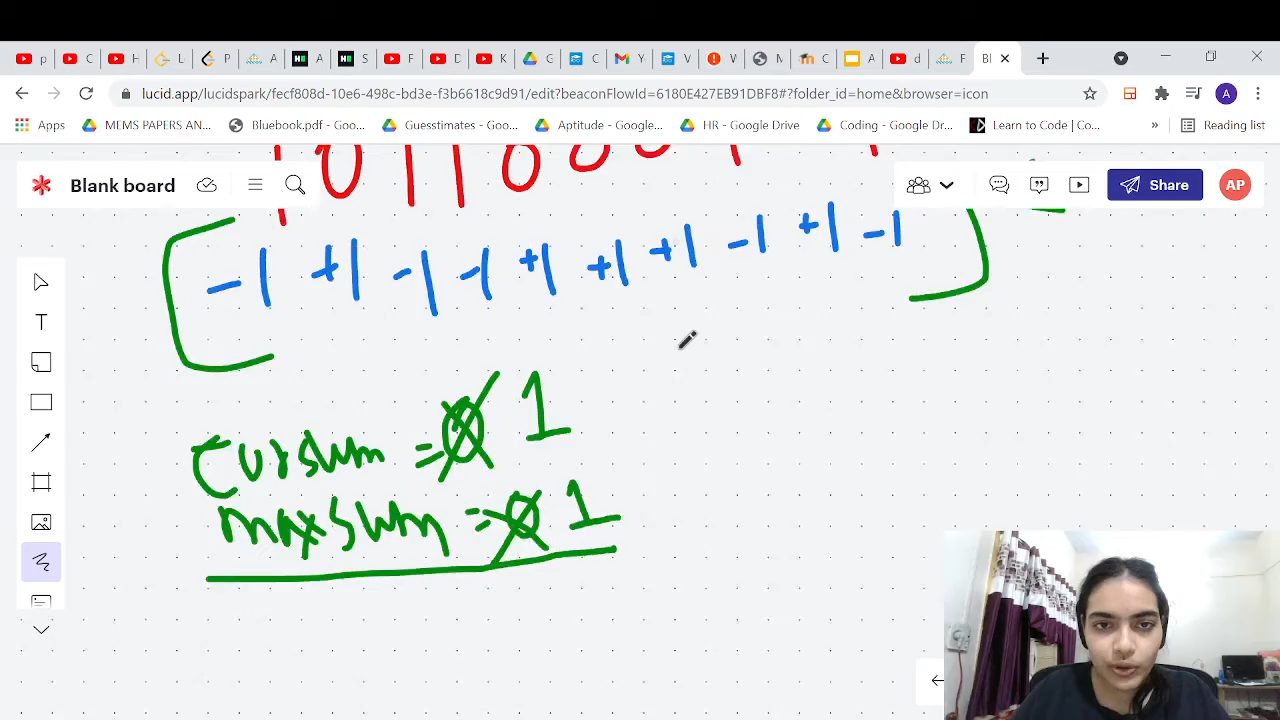 p C H L P A A S F D K G C Y V W M C A d F Bl
lucid.app/lucidspark/fecf808d-10e6-498c-bd3e-f3b6618c9d91/edit?beaconFlowId=6180E427EB91DBF8#?folder_id=home&browser=icon A
Apps MEMS PAPERS AN... Bluebook.pdf - Goo... Guesstimates - Goo... Aptitude - Google... HR - Google Drive Coding - Google Dr... Learn to Code | Co... » Reading list
1 0 1 1 0 0 0 1
Blank board Share AP
-1 +1 -1 -1 +1 +1 +1 -1 +1 -1
T
cursum = 0 1
maxsum = 0 1